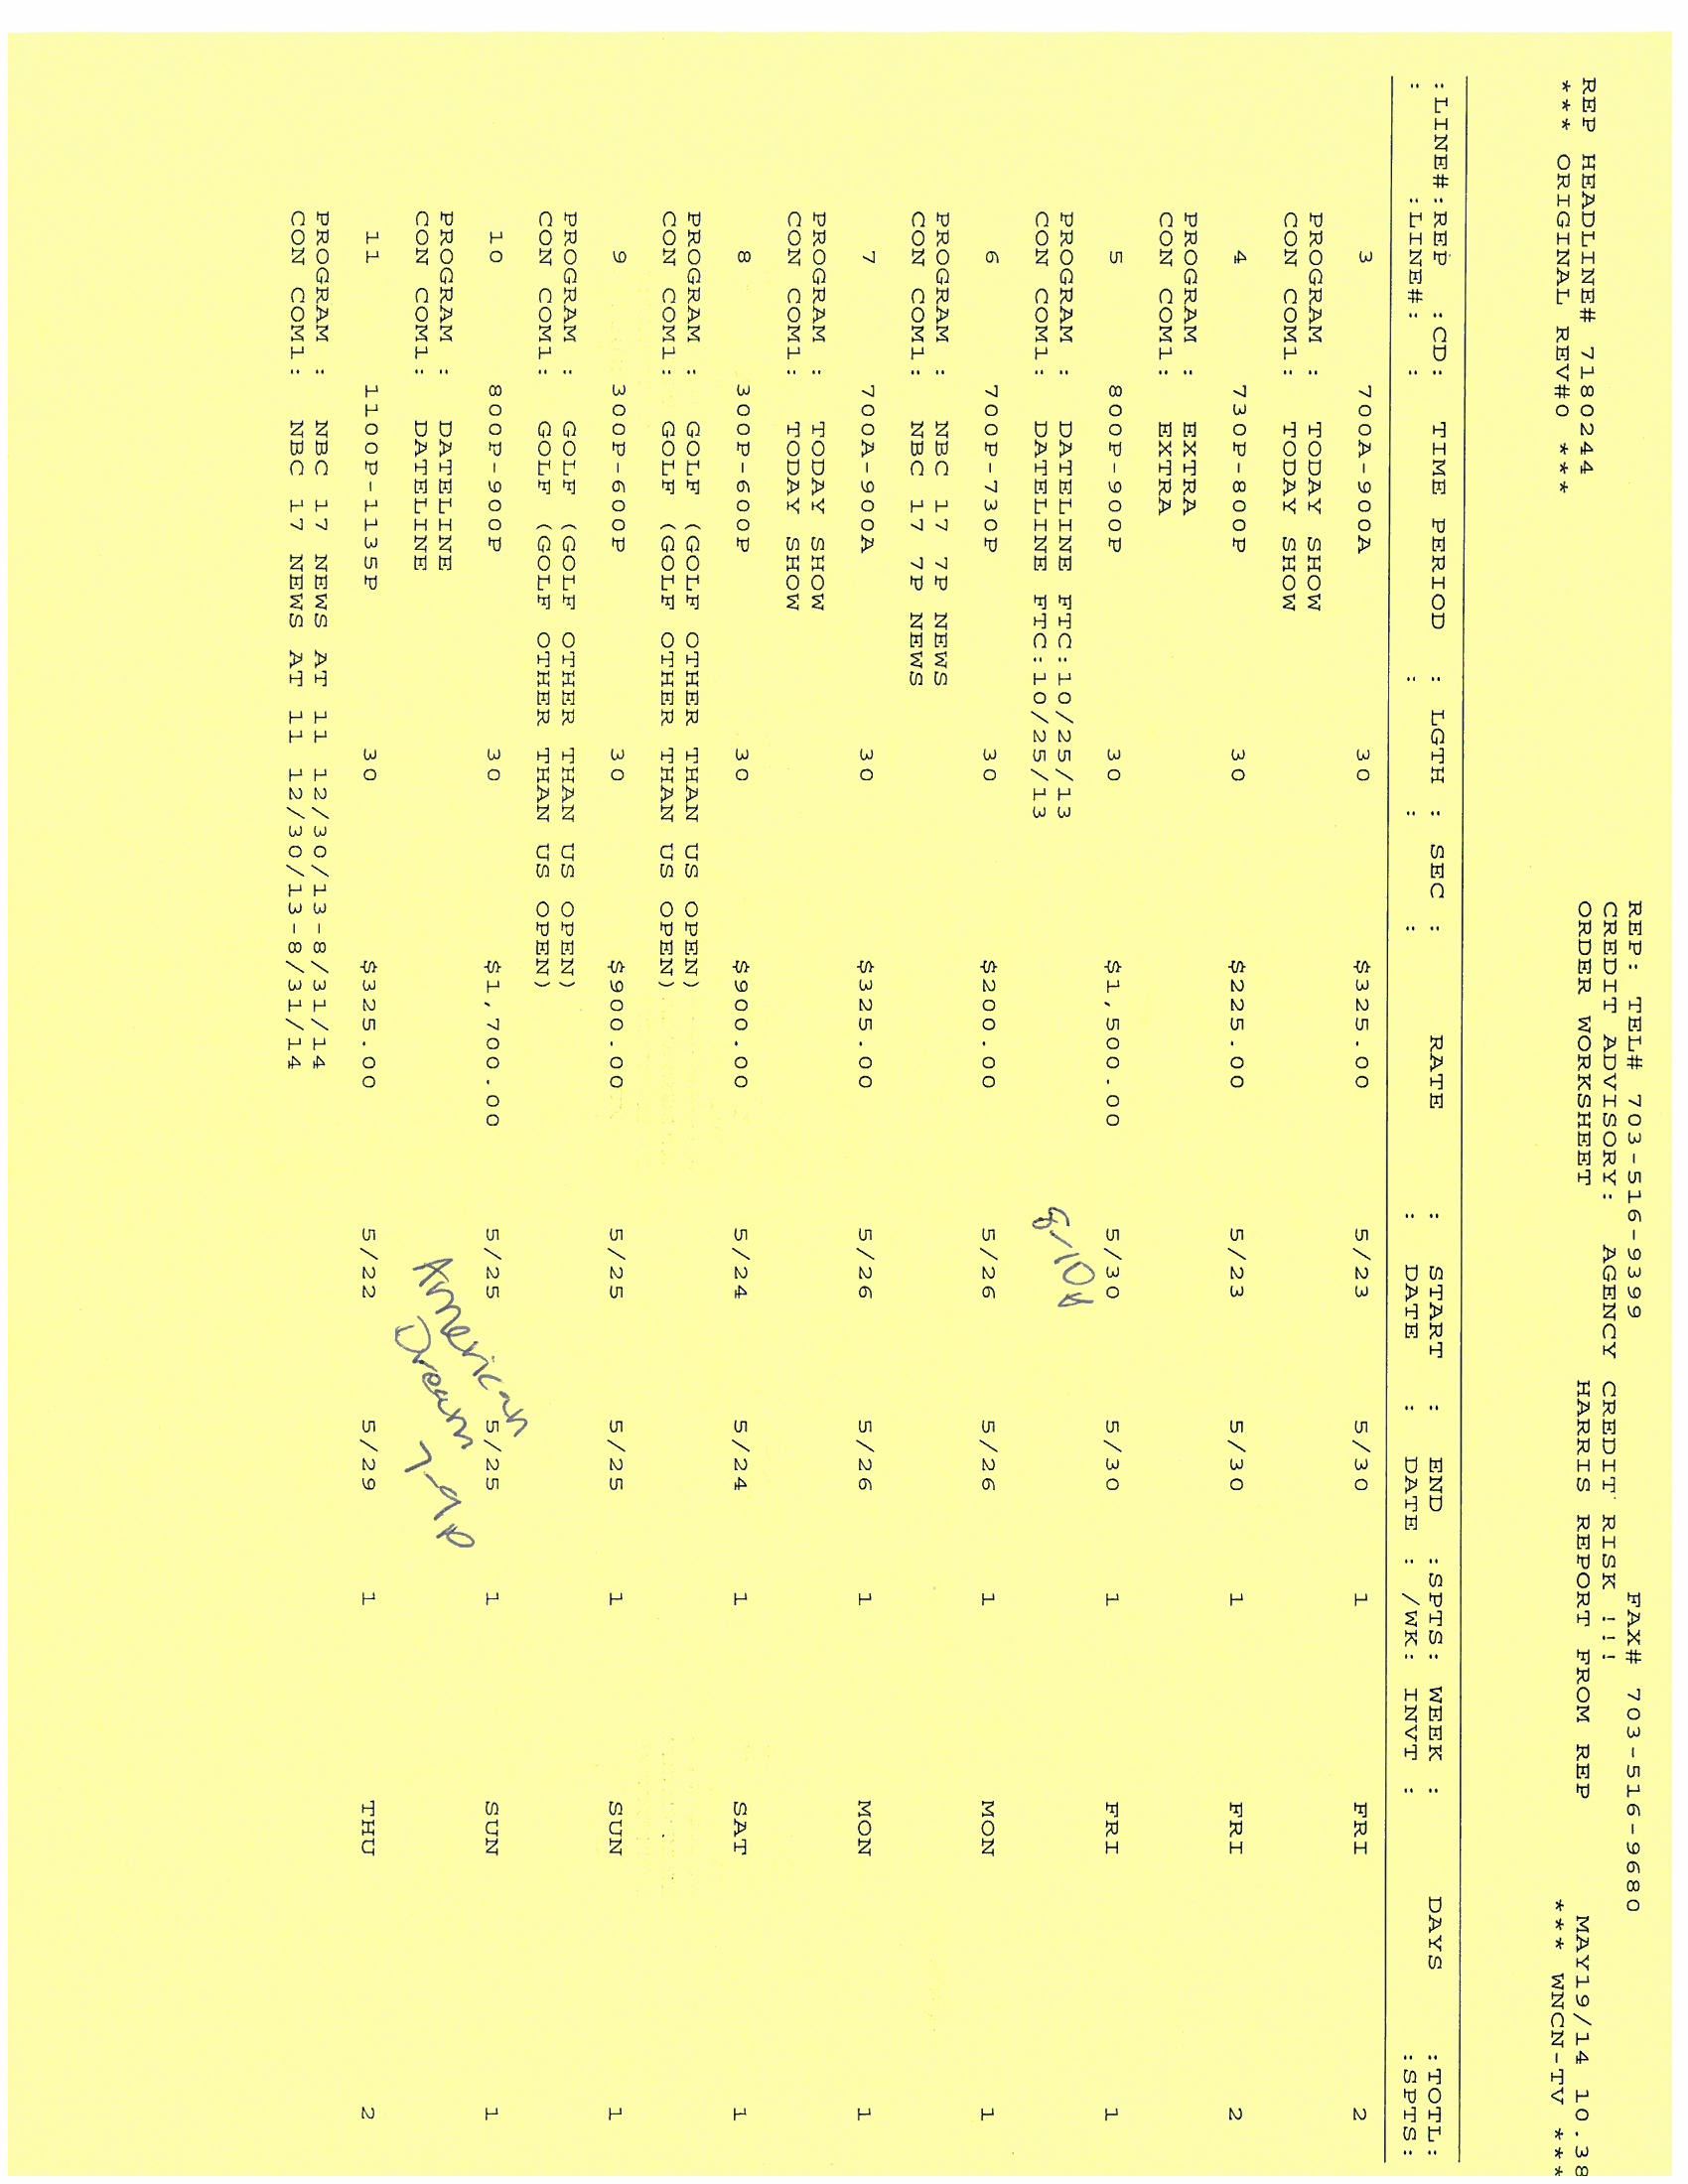 REP: TEL# 703-516-9399 FAX# 703-516-9680
CREDIT ADVISORY: AGENCY CREDIT RISK !!!
REP HEADLINE# 7180244 ORDER WORKSHEET HARRIS REPORT FROM REP MAY19/14 10.38
*** ORIGINAL REV#0 *** *** WNCN-TV ***
:LINE#:REP :CD: TIME PERIOD : LGTH : SEC : RATE : START : END :SPTS: WEEK : DAYS :TOTL:
: :LINE#: : : : : : DATE : DATE : /WK: INVT : :SPTS:
3 700A-900A 30 $325.00 5/23 5/30 1 FRI 2
PROGRAM : TODAY SHOW
CON COM1: TODAY SHOW
4 730P-800P 30 $225.00 5/23 5/30 1 FRI 2
PROGRAM : EXTRA
CON COM1: EXTRA
5 800P-900P 30 $1,500.00 5/30 5/30 1 FRI 1
PROGRAM : DATELINE FTC:10/25/13
8-10p
CON COM1: DATELINE FTC:10/25/13
6 700P-730P 30 $200.00 5/26 5/26 1 MON 1
PROGRAM : NBC 17 7P NEWS
CON COM1: NBC 17 7P NEWS
7 700A-900A 30 $325.00 5/26 5/26 1 MON 1
PROGRAM : TODAY SHOW
CON COM1: TODAY SHOW
8 300P-600P 30 $900.00 5/24 5/24 1 SAT 1
PROGRAM : GOLF (GOLF OTHER THAN US OPEN)
CON COM1: GOLF (GOLF OTHER THAN US OPEN)
9 300P-600P 30 $900.00 5/25 5/25 1 SUN 1
PROGRAM : GOLF (GOLF OTHER THAN US OPEN)
CON COM1: GOLF (GOLF OTHER THAN US OPEN)
10 800P-900P 30 $1,700.00 5/25 5/25 1 SUN 1
PROGRAM : DATELINE
American
CON COM1: DATELINE
Dream 7-9p
11 1100P-1135P 30 $325.00 5/22 5/29 1 THU 2
PROGRAM : NBC 17 NEWS AT 11 12/30/13-8/31/14
CON COM1: NBC 17 NEWS AT 11 12/30/13-8/31/14